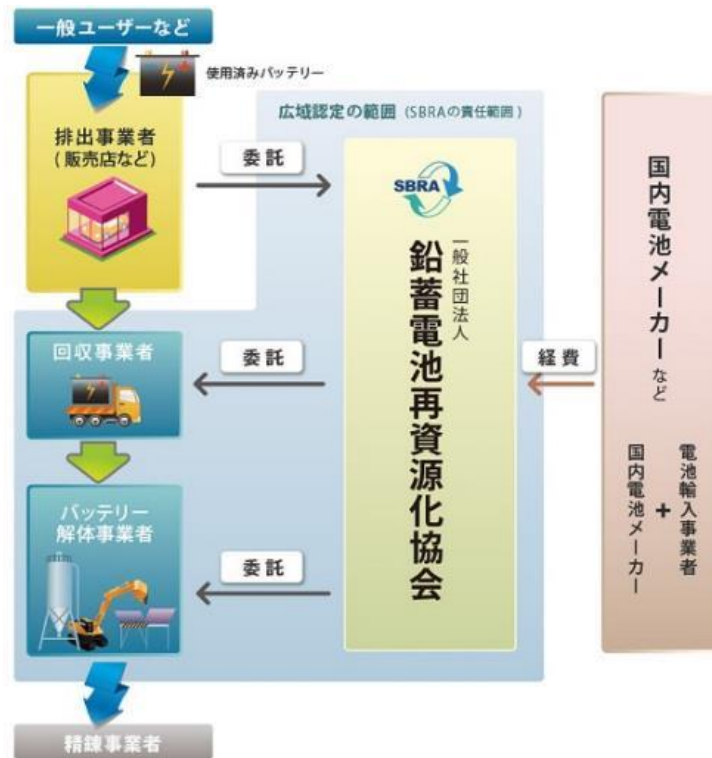 一般ユーザーなど
使用済みバッテリー
排出事業者
(販売店など)
広域認定の範囲(SBRAの責任範囲)
委託
SBRA
一般社団法人
鉛蓄電池再資源化協会
国内電池メーカーなど
電池輸入事業者
+
国内電池メーカー
経費
回収事業者
委託
バッテリー
解体事業者
委託
精錬事業者